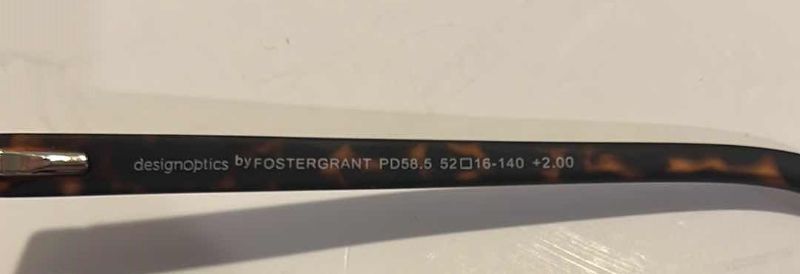 designoptics by FOSTERGRANT PD58.5 52□16-140 +2.00